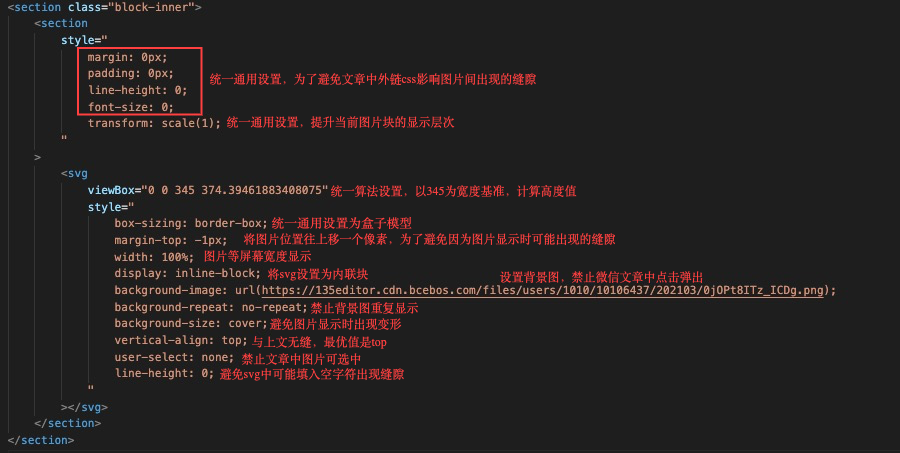 <section class="block-inner">
<section
style="
margin: 0px;
padding: 0px; 统一通用设置，为了避免文章中外链css影响图片间出现的缝隙
line-height: 0;
font-size: 0;
transform: scale(1); 统一通用设置，提升当前图片块的显示层次
"
>
<svg
viewBox="0 0 345 374.39461883408075" 统一算法设置，以345为宽度基准，计算高度值
style="
box-sizing: border-box; 统一通用设置为盒子模型
margin-top: -1px; 将图片位置往上移一个像素，为了避免因为图片显示时可能出现的缝隙
width: 100%; 图片等屏幕宽度显示
display: inline-block; 将svg设置为内联块 设置背景图，禁止微信文章中点击弹出
background-image: url(https://135editor.cdn.bcebos.com/files/users/1010/10106437/202103/0jOPt8ITz_ICDg.png);
background-repeat: no-repeat; 禁止背景图重复显示
background-size: cover; 避免图片显示时出现变形
vertical-align: top; 与上文无缝，最优值是top
user-select: none; 禁止文章中图片可选中
line-height: 0; 避免svg中可能填入空字符出现缝隙
"
></svg>
</section>
</section>